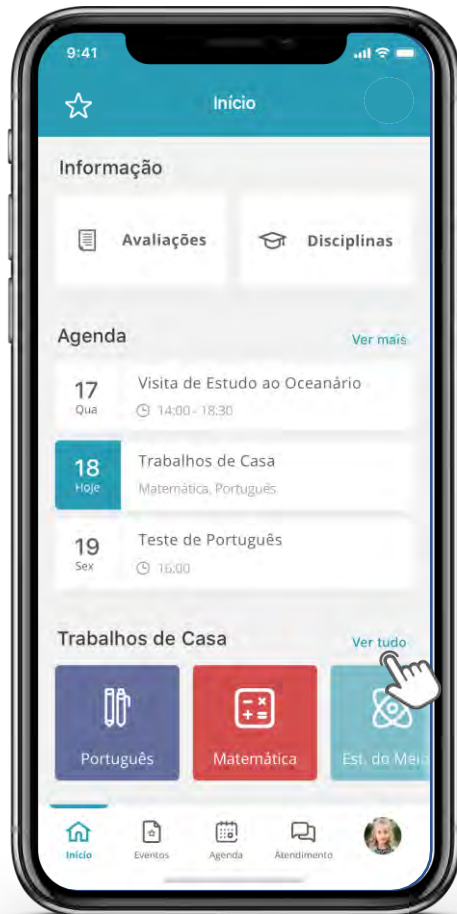 9:41
Início
Informação
Avaliações
Disciplinas
Agenda
Ver mais
17
Qua
Visita de Estudo ao Oceanário
14:00 - 18:30
18
Hoje
Trabalhos de Casa
Matemática, Português
19
Sex
Teste de Português
16:00
Trabalhos de Casa
Ver tudo
Português
Matemática
Est. do Meio
Início
Eventos
Agenda
Atendimento